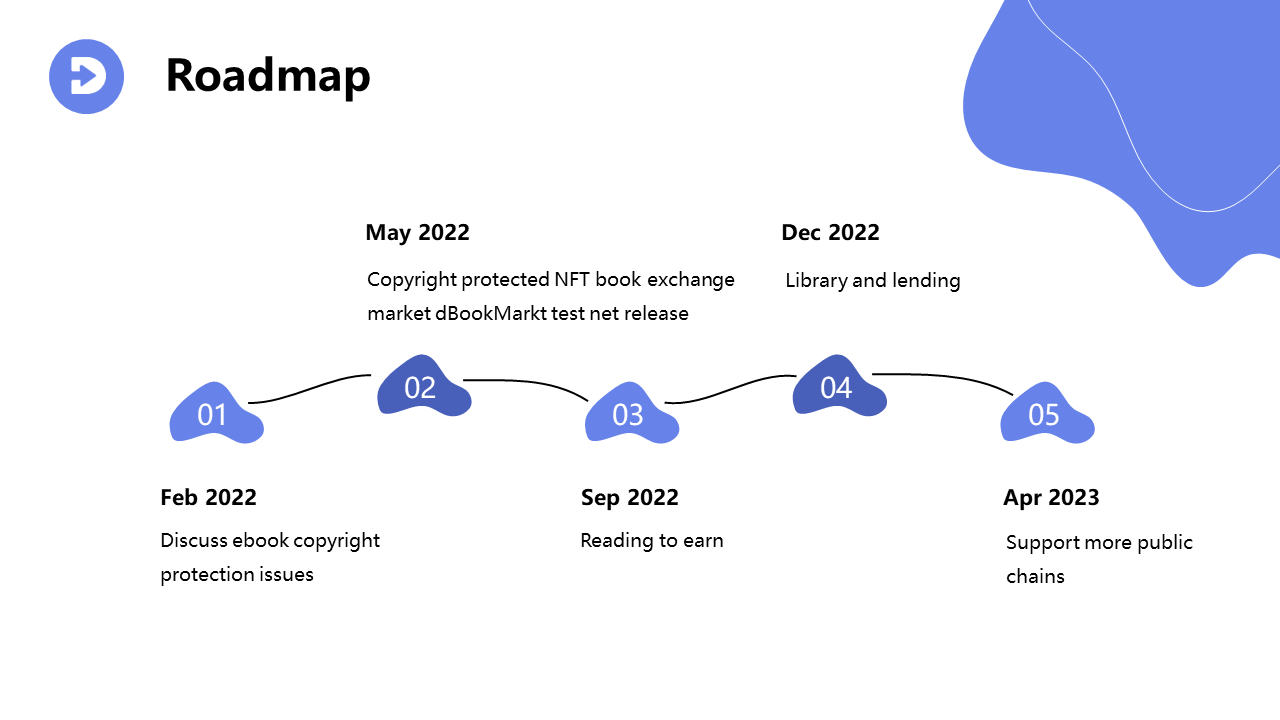 Roadmap
May 2022
Copyright protected NFT book exchange
market dBookMarkt test net release
Dec 2022
Library and lending
01
02
03
04
05
Feb 2022
Discuss ebook copyright
protection issues
Sep 2022
Reading to earn
Apr 2023
Support more public
chains